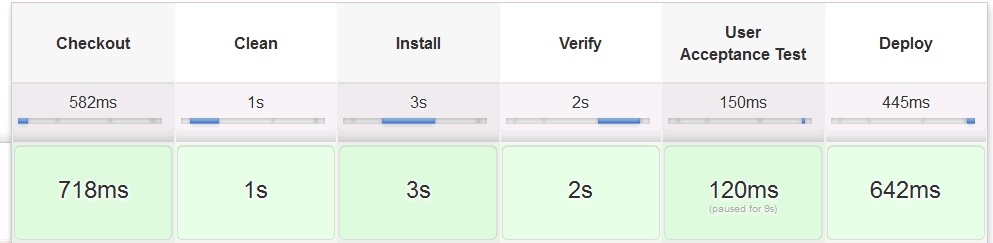 Checkout
Clean
Install
Verify
User
Acceptance Test
Deploy
582ms
1s
3s
2s
150ms
445ms
718ms
1s
3s
2s
120ms
(paused for 9s)
642ms